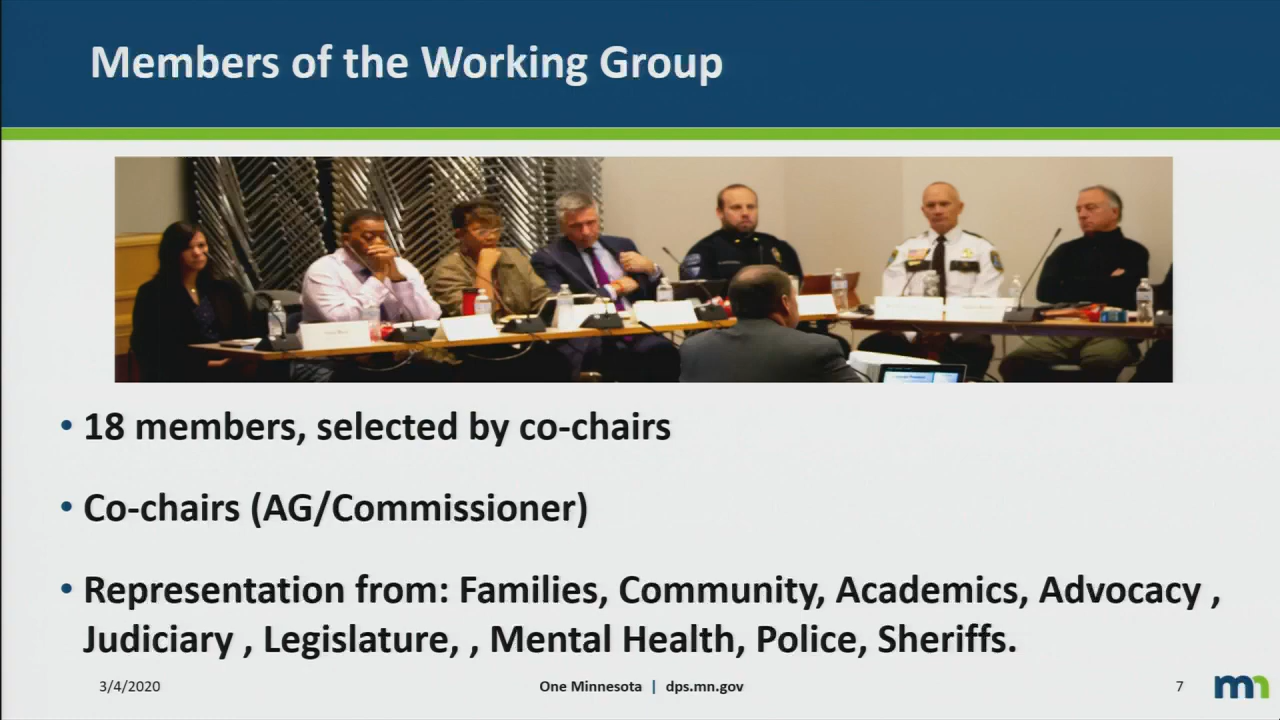 Members of the Working Group
• 18 members, selected by co-chairs
• Co-chairs (AG/Commissioner)
• Representation from: Families, Community, Academics, Advocacy ,
Judiciary , Legislature, , Mental Health, Police, Sheriffs.
3/4/2020
One Minnesota | dps.mn.gov
7
mn